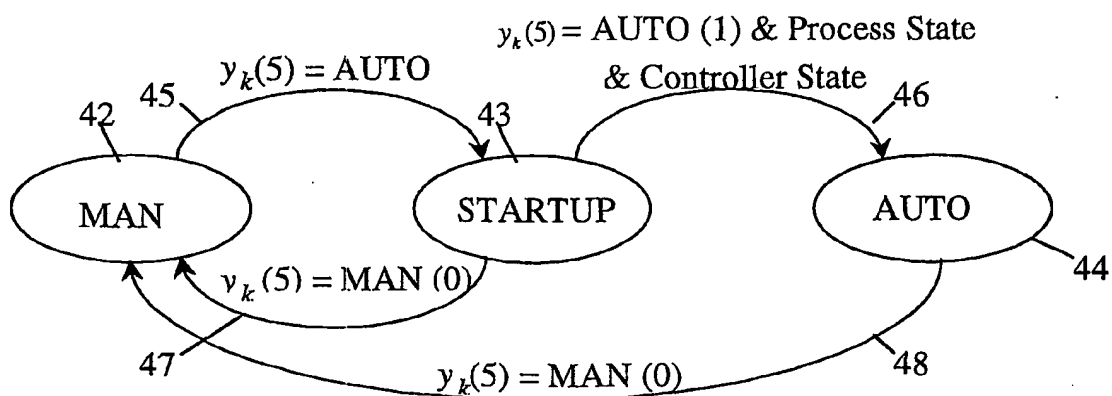 y_k(5) = AUTO (1) & Process State
& Controller State
y_k(5) = AUTO
45
46
42
43
MAN
STARTUP
AUTO
44
y_k(5) = MAN (0)
47
48
y_k(5) = MAN (0)